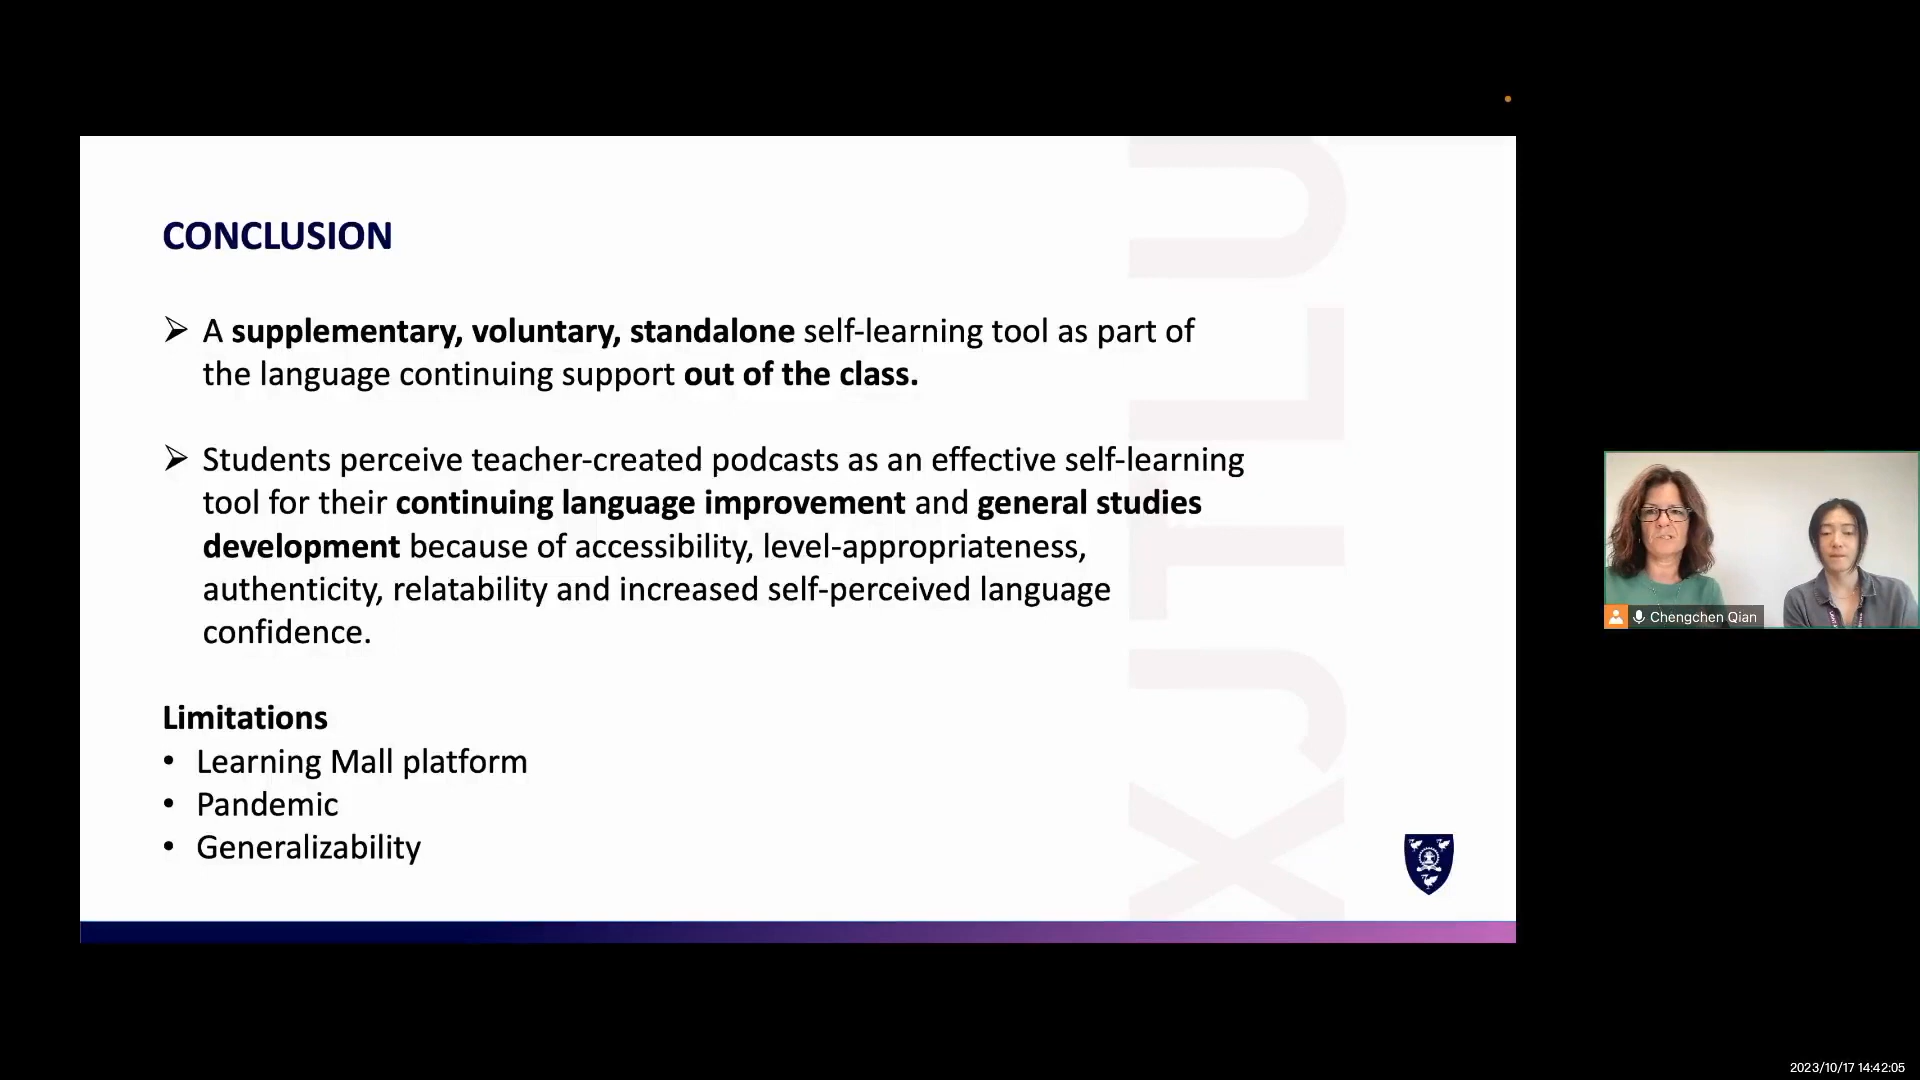 CONCLUSION
A supplementary, voluntary, standalone self-learning tool as part of
the language continuing support out of the class.
Students perceive teacher-created podcasts as an effective self-learning
tool for their continuing language improvement and general studies
development because of accessibility, level-appropriateness,
authenticity, relatability and increased self-perceived language
confidence.
Limitations
• Learning Mall platform
• Pandemic
• Generalizability
XJTLU
Chengchen Qian
2023/10/17 14:42:05